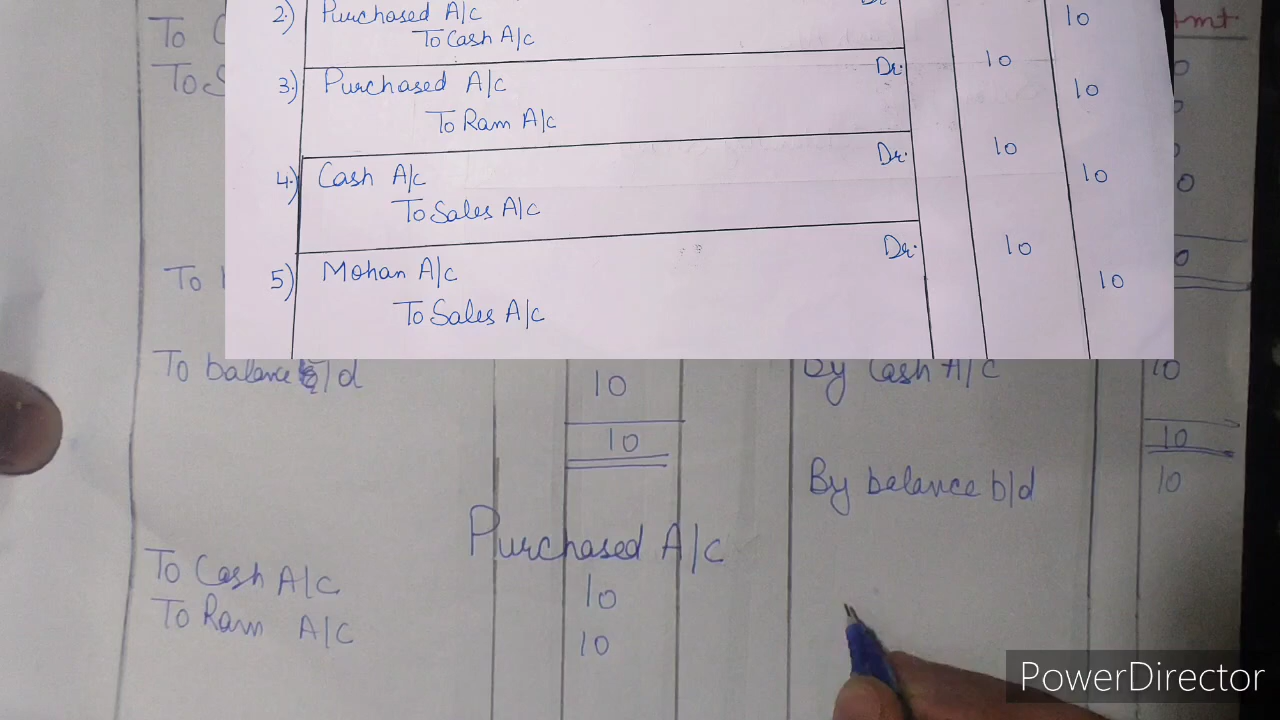 2.) Purchased A/c Dr. 10
To Cash A/c
3.) Purchased A/c Dr. 10 10
To Ram A/c
4.) Cash A/c Dr. 10 10
To Sales A/c
5) Mohan A/c Dr. 10 10
To Sales A/c
To
To S
Amt
To
To balance /d 10 By Cash A/c 10
10 10
By balance b/d 10
Purchased A/c
To Cash A/c 10
To Ram A/c 10
PowerDirector